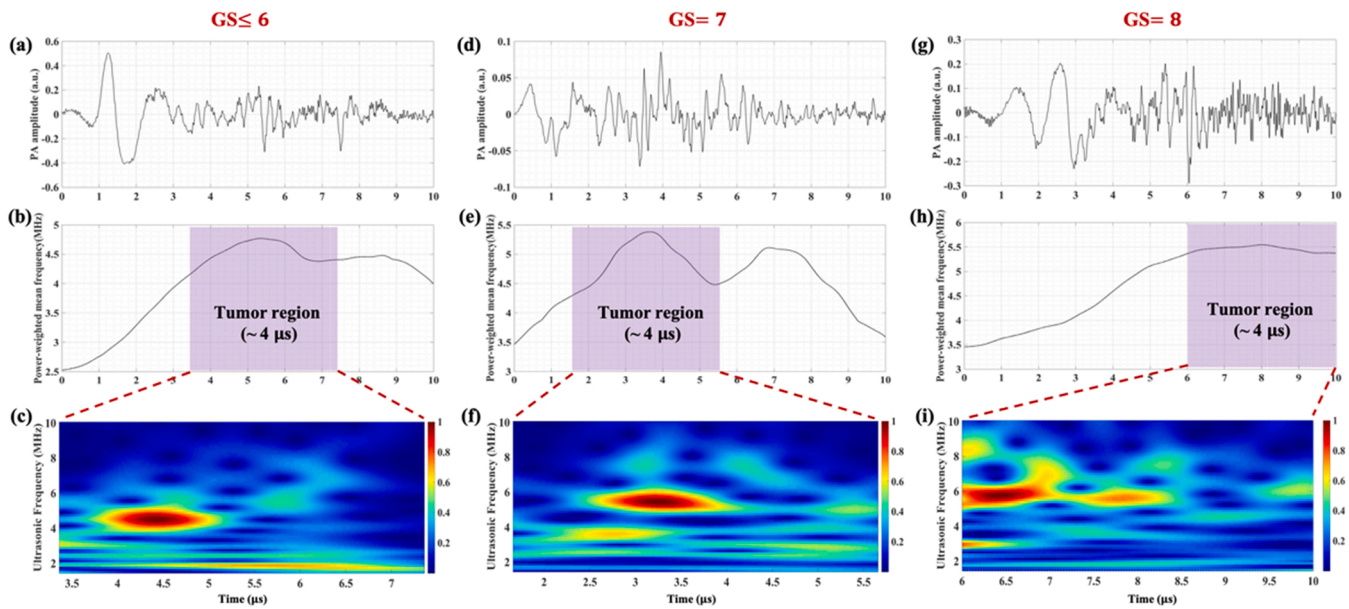 GS≤ 6
GS= 7
GS= 8
(a)
PA amplitude (a.u.)
0.6
0.4
0.2
0
-0.2
-0.4
-0.6
0 1 2 3 4 5 6 7 8 9 10
(d)
PA amplitude (a.u.)
0.1
0.05
0
-0.05
-0.1
0 1 2 3 4 5 6 7 8 9 10
(g)
PA amplitude (a.u.)
0.3
0.2
0.1
0
-0.1
-0.2
-0.3
0 1 2 3 4 5 6 7 8 9 10
(b)
Power-weighted mean frequency(MHz)
5
4.5
4
3.5
3
2.5
0 1 2 3 4 5 6 7 8 9 10
Tumor region
(~ 4 μs)
(e)
Power-weighted mean frequency(MHz)
5.5
5
4.5
4
3.5
3
0 1 2 3 4 5 6 7 8 9 10
Tumor region
(~ 4 μs)
(h)
Power-weighted mean frequency(MHz)
6
5.5
5
4.5
4
3.5
3
0 1 2 3 4 5 6 7 8 9 10
Tumor region
(~ 4 μs)
(c)
Ultrasonic Frequency (MHz)
10
8
6
4
2
3.5 4 4.5 5 5.5 6 6.5 7
Time (μs)
1
0.8
0.6
0.4
0.2
(f)
Ultrasonic Frequency (MHz)
10
8
6
4
2
2 2.5 3 3.5 4 4.5 5 5.5
Time (μs)
1
0.8
0.6
0.4
0.2
(i)
Ultrasonic Frequency (MHz)
10
8
6
4
2
6 6.5 7 7.5 8 8.5 9 9.5 10
Time (μs)
1
0.8
0.6
0.4
0.2